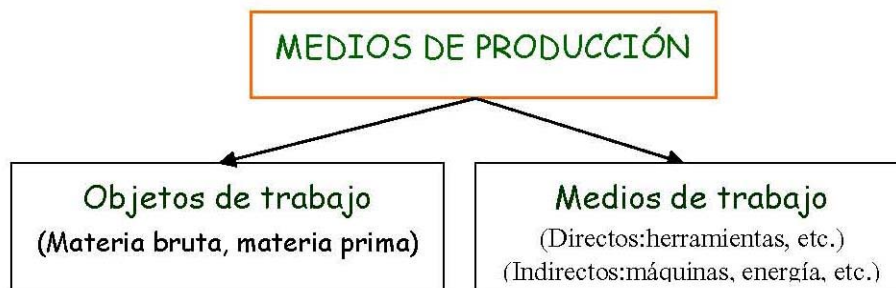 MEDIOS DE PRODUCCIÓN
Objetos de trabajo
(Materia bruta, materia prima)
Medios de trabajo
(Directos:herramientas, etc.)
(Indirectos:máquinas, energía, etc.)